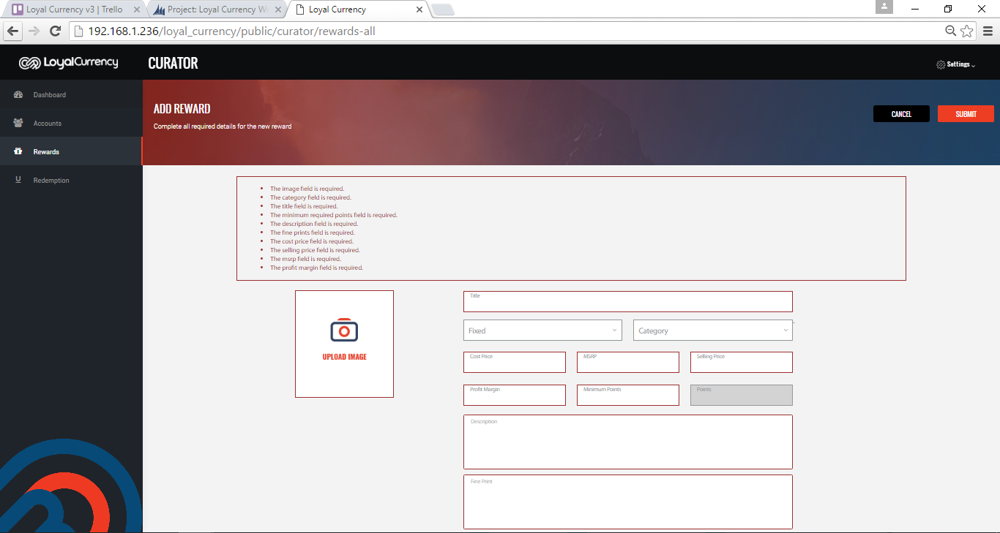 Loyal Currency v3 | Trello
Project: Loyal Currency We
Loyal Currency
192.168.1.236/loyal_currency/public/curator/rewards-all
LoyalCurrency
CURATOR
Settings
Dashboard
Accounts
Rewards
Redemption
ADD REWARD
Complete all required details for the new reward
CANCEL
SUBMIT
The image field is required.
The category field is required.
The title field is required.
The minimum required points field is required.
The description field is required.
The fine prints field is required.
The cost price field is required.
The selling price field is required.
The msrp field is required.
The profit margin field is required.
UPLOAD IMAGE
Title
Fixed
Category
Cost Price
MSRP
Selling Price
Profit Margin
Minimum Points
Points
Description
Fine Print